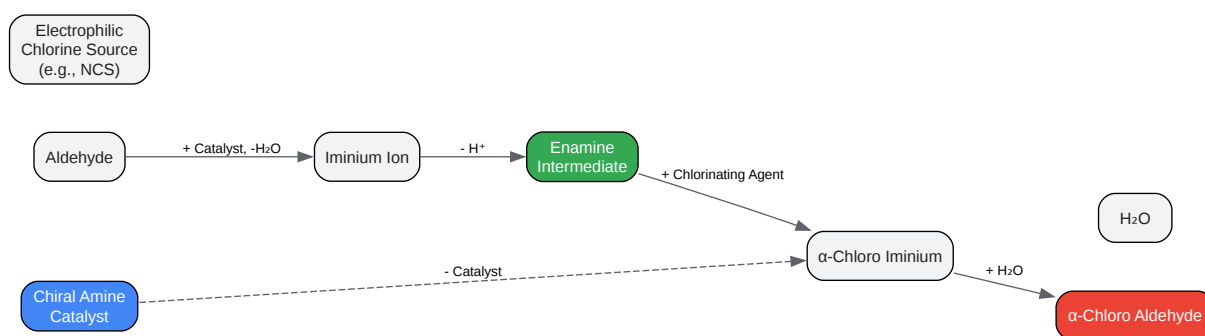 Electrophilic
Chlorine Source
(e.g., NCS)
Aldehyde
+ Catalyst, -H₂O
Iminium Ion
- H⁺
Enamine
Intermediate
+ Chlorinating Agent
H₂O
α-Chloro Iminium
- Catalyst
+ H₂O
Chiral Amine
Catalyst
α-Chloro Aldehyde